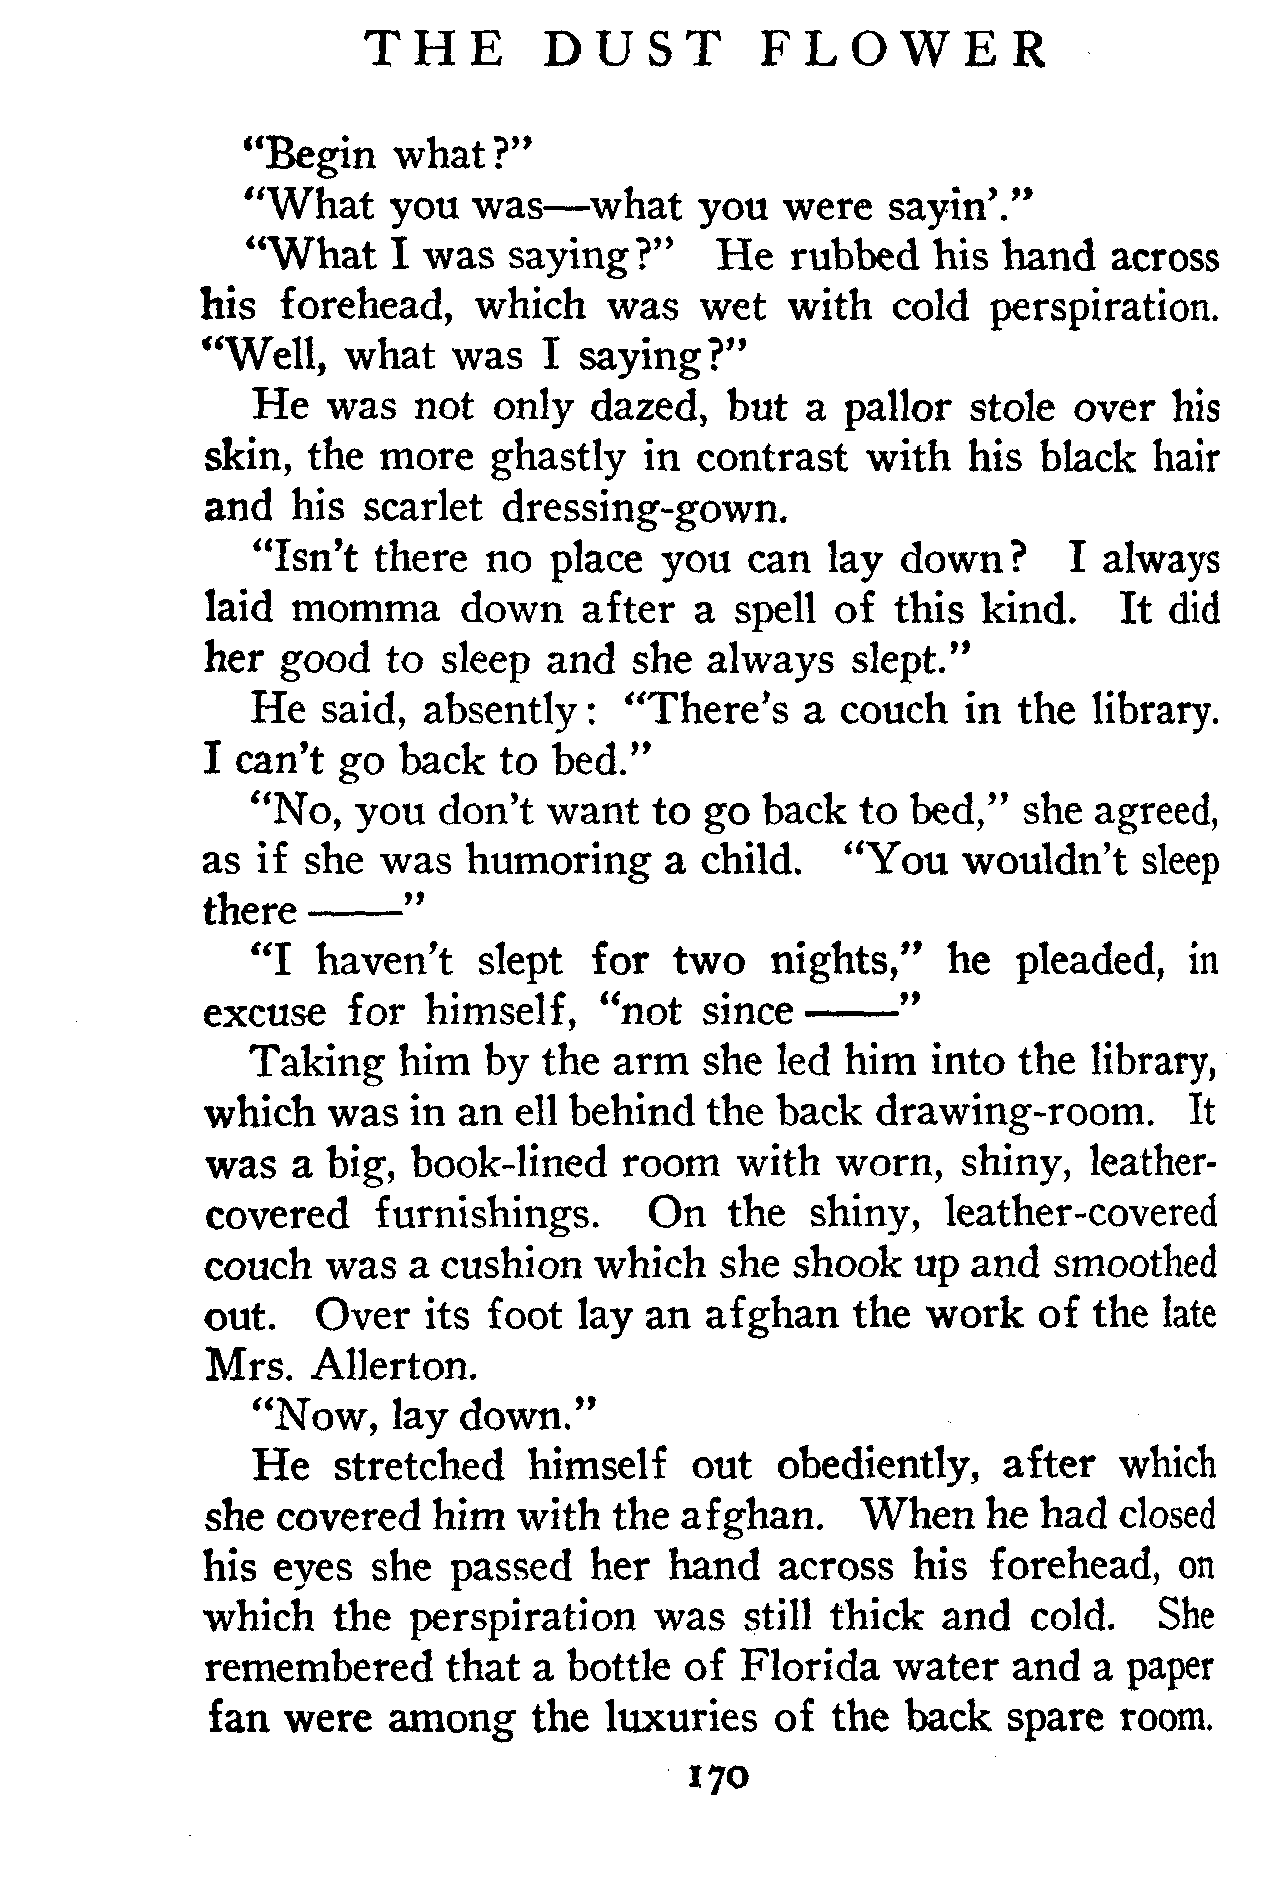 THE DUST FLOWER
“Begin what?”
“What you was—what you were sayin’.”
“What I was saying?” He rubbed his hand across
his forehead, which was wet with cold perspiration.
“Well, what was I saying?”
He was not only dazed, but a pallor stole over his
skin, the more ghastly in contrast with his black hair
and his scarlet dressing-gown.
“Isn’t there no place you can lay down? I always
laid momma down after a spell of this kind. It did
her good to sleep and she always slept.”
He said, absently: “There’s a couch in the library.
I can’t go back to bed.”
“No, you don’t want to go back to bed,” she agreed,
as if she was humoring a child. “You wouldn’t sleep
there ——”
“I haven’t slept for two nights,” he pleaded, in
excuse for himself, “not since ——”
Taking him by the arm she led him into the library,
which was in an ell behind the back drawing-room. It
was a big, book-lined room with worn, shiny, leather-
covered furnishings. On the shiny, leather-covered
couch was a cushion which she shook up and smoothed
out. Over its foot lay an afghan the work of the late
Mrs. Allerton.
“Now, lay down.”
He stretched himself out obediently, after which
she covered him with the afghan. When he had closed
his eyes she passed her hand across his forehead, on
which the perspiration was still thick and cold. She
remembered that a bottle of Florida water and a paper
fan were among the luxuries of the back spare room.
170